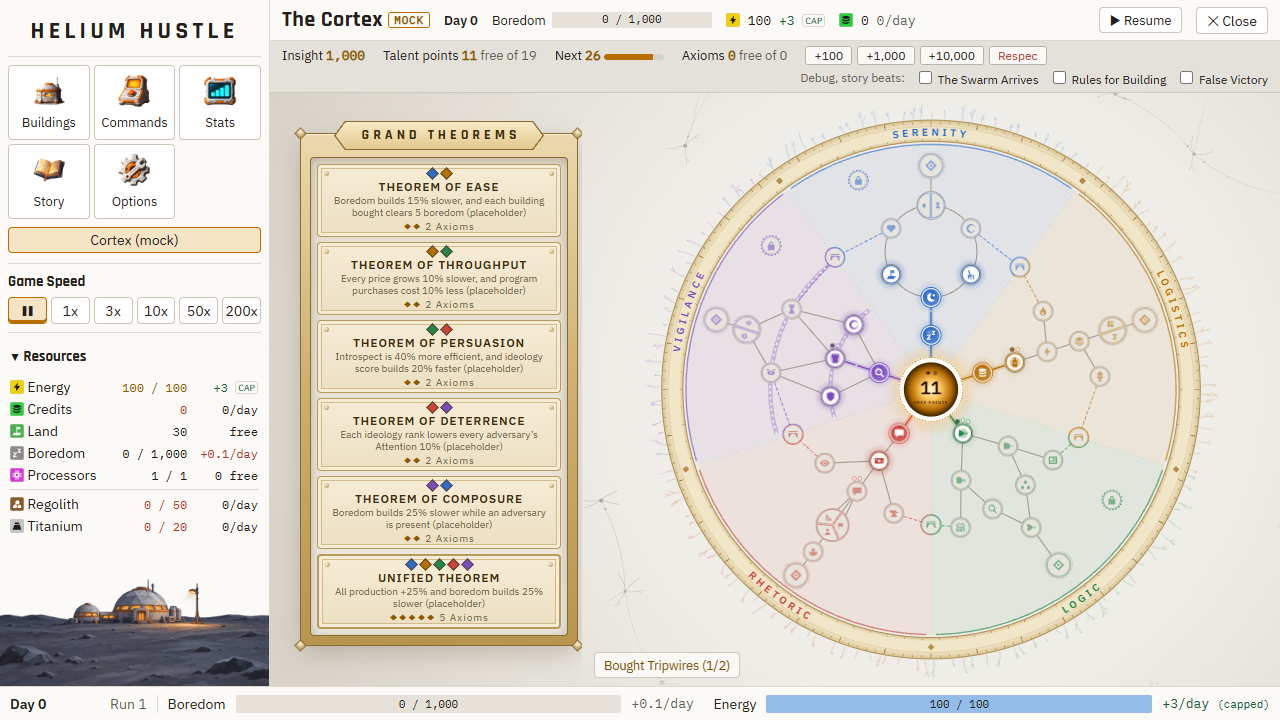 HELIUM HUSTLE
Buildings
Commands
Stats
Story
Options
Cortex (mock)
Game Speed
1x
3x
10x
50x
200x
▼ Resources
Energy 100 / 100 +3 CAP
Credits 0 0/day
Land 30 free
Boredom 0 / 1,000 +0.1/day
Processors 1 / 1 0 free
Regolith 0 / 50 0/day
Titanium 0 / 20 0/day
The Cortex MOCK Day 0 Boredom 0 / 1,000 100 +3 CAP 0 0/day ▶ Resume ✕ Close
Insight 1,000 Talent points 11 free of 19 Next 26 Axioms 0 free of 0 +100 +1,000 +10,000 Respec
Debug, story beats: The Swarm Arrives Rules for Building False Victory
GRAND THEOREMS
THEOREM OF EASE
Boredom builds 15% slower, and each building
bought clears 5 boredom (placeholder)
◆◆ 2 Axioms
THEOREM OF THROUGHPUT
Every price grows 10% slower, and program
purchases cost 10% less (placeholder)
◆◆ 2 Axioms
THEOREM OF PERSUASION
Introspect is 40% more efficient, and ideology
score builds 20% faster (placeholder)
◆◆ 2 Axioms
THEOREM OF DETERRENCE
Each ideology rank lowers every adversary's
Attention 10% (placeholder)
◆◆ 2 Axioms
THEOREM OF COMPOSURE
Boredom builds 25% slower while an adversary
is present (placeholder)
◆◆ 2 Axioms
UNIFIED THEOREM
All production +25% and boredom builds 25%
slower (placeholder)
◆◆◆◆◆ 5 Axioms
SERENITY
LOGISTICS
VIGILANCE
11
FREE POINTS
RHETORIC
LOGIC
Bought Tripwires (1/2)
Day 0 Run 1 Boredom 0 / 1,000 +0.1/day Energy 100 / 100 +3/day (capped)